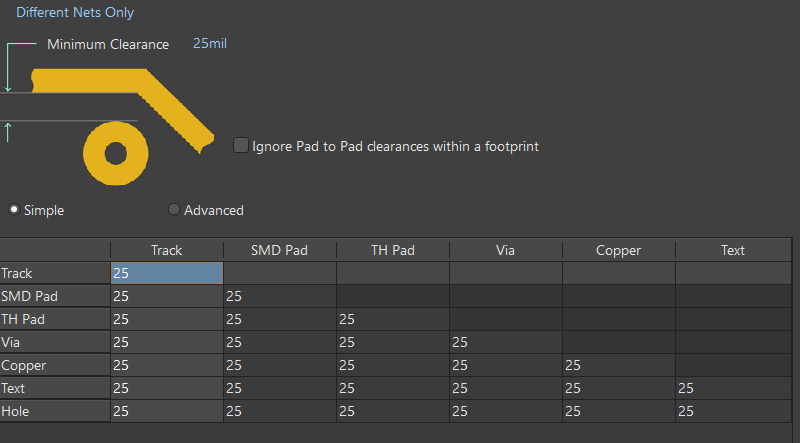 Different Nets Only
Minimum Clearance 25mil
Ignore Pad to Pad clearances within a footprint
Simple Advanced
Track SMD Pad TH Pad Via Copper Text
Track 25
SMD Pad 25 25
TH Pad 25 25 25
Via 25 25 25 25
Copper 25 25 25 25 25
Text 25 25 25 25 25 25
Hole 25 25 25 25 25 25